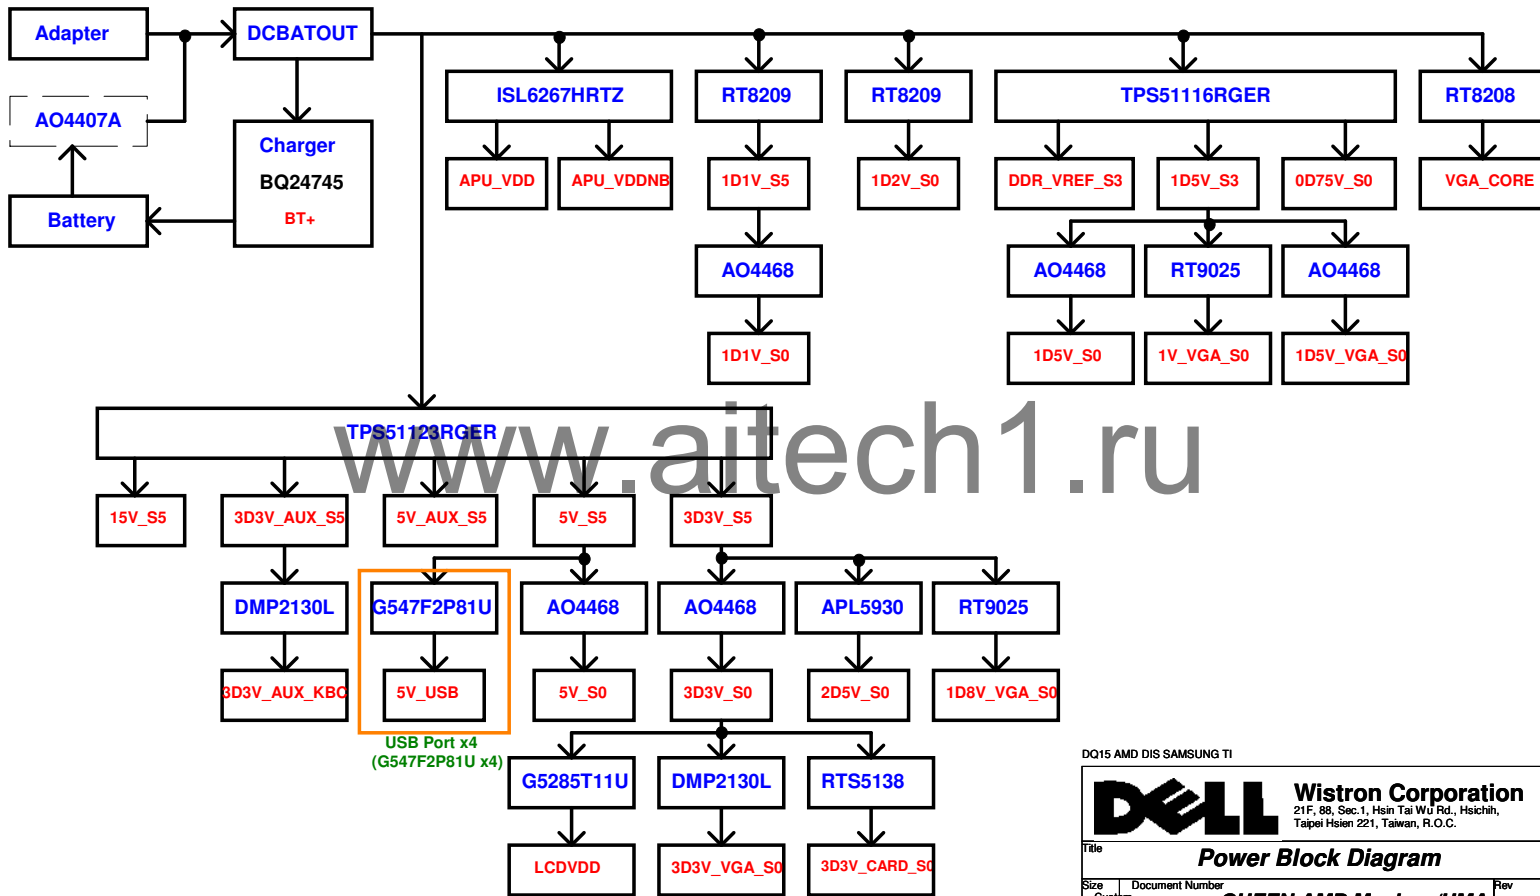 Adapter
DCBATOUT
AO4407A
Charger
BQ24745
BT+
Battery
ISL6267HRTZ
RT8209
RT8209
TPS51116RGER
RT8208
APU_VDD
APU_VDDNB
1D1V_S5
1D2V_S0
DDR_VREF_S3
1D5V_S3
0D75V_S0
VGA_CORE
AO4468
AO4468
RT9025
AO4468
1D1V_S0
1D5V_S0
1V_VGA_S0
1D5V_VGA_S0
TPS51123RGER
www.aitech1.ru
15V_S5
3D3V_AUX_S5
5V_AUX_S5
5V_S5
3D3V_S5
DMP2130L
G547F2P81U
AO4468
AO4468
APL5930
RT9025
3D3V_AUX_KBC
5V_USB
5V_S0
3D3V_S0
2D5V_S0
1D8V_VGA_S0
USB Port x4
(G547F2P81U x4)
G5285T11U
DMP2130L
RTS5138
LCDVDD
3D3V_VGA_S0
3D3V_CARD_S0
DQ15 AMD DIS SAMSUNG TI
DELL
Wistron Corporation
21F, 88, Sec.1, Hsin Tai Wu Rd., Hsichih,
Taipei Hsien 221, Taiwan, R.O.C.
Title
Power Block Diagram
Size
Document Number
Rev